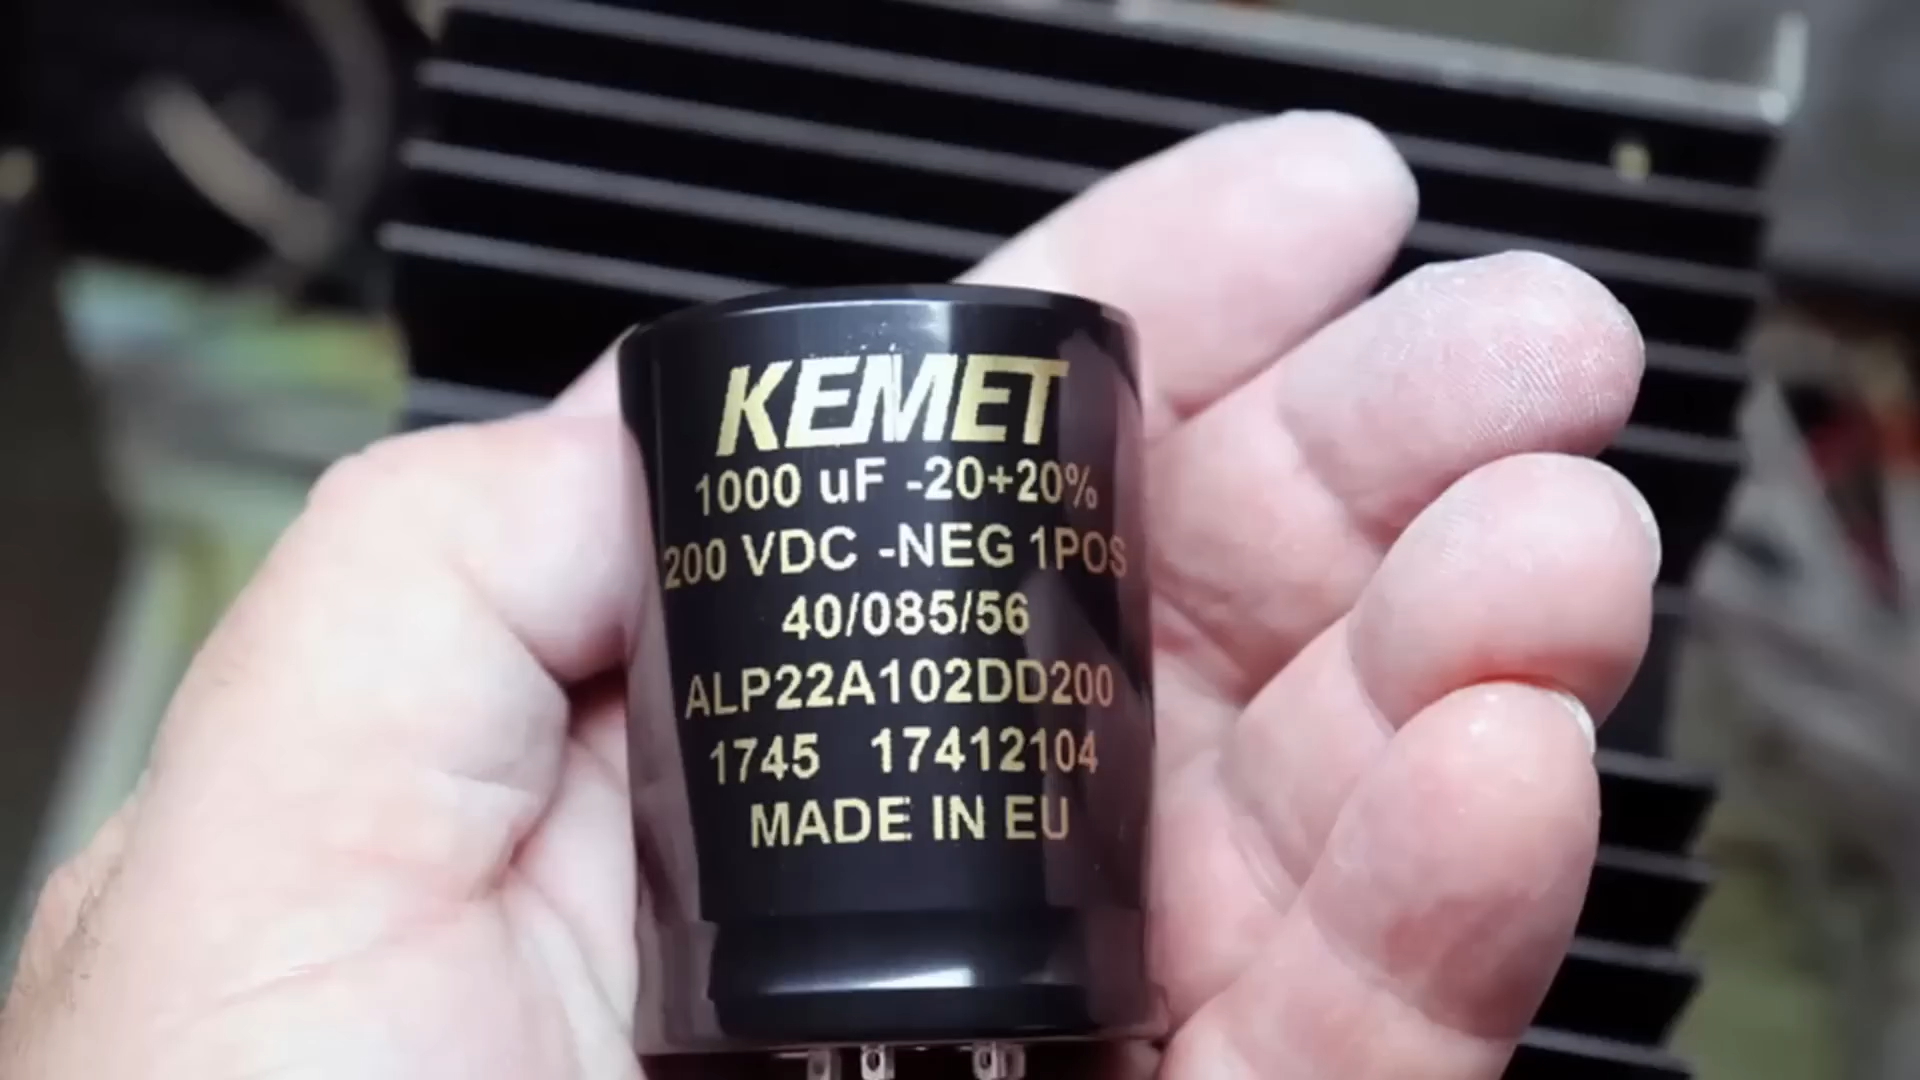 KEMET
1000 uF -20+20%
200 VDC -NEG 1POS
40/085/56
ALP22A102DD200
1745 17412104
MADE IN EU